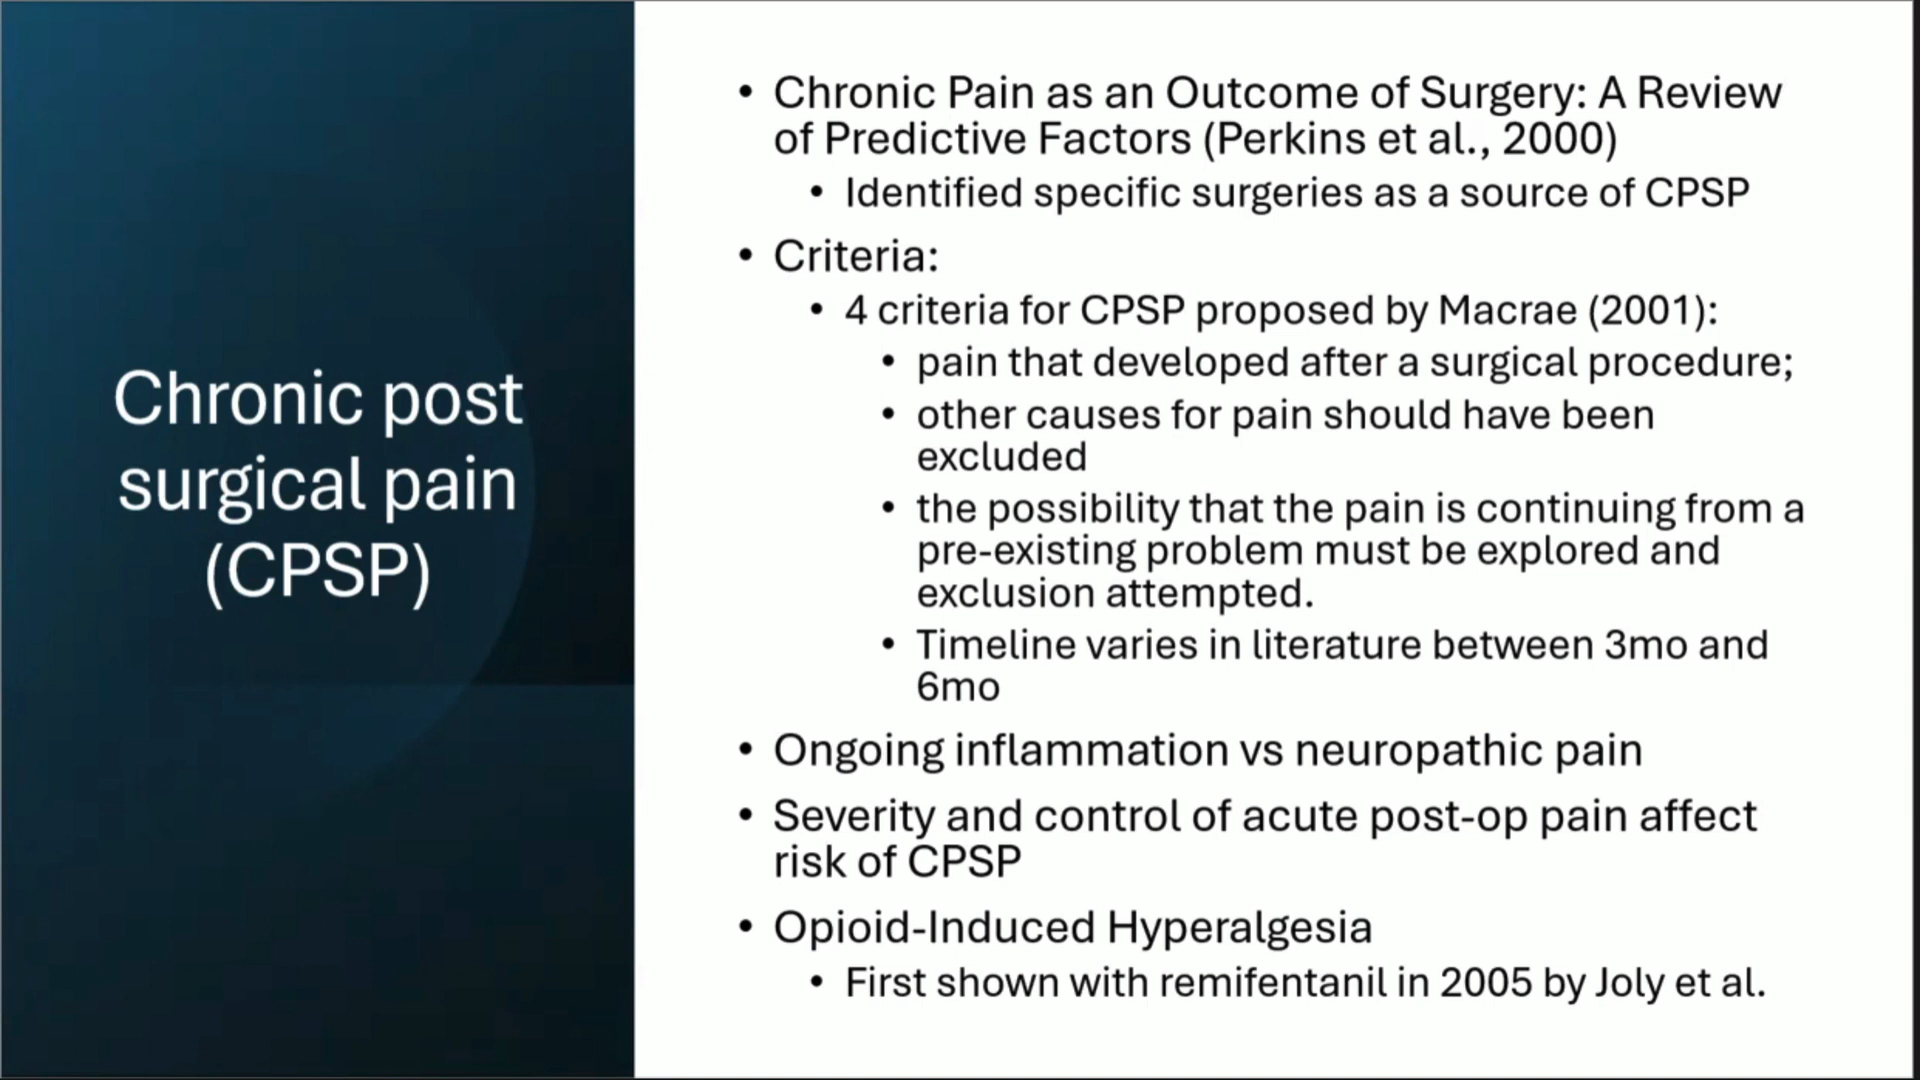 Chronic post
surgical pain
(CPSP)
• Chronic Pain as an Outcome of Surgery: A Review
of Predictive Factors (Perkins et al., 2000)
• Identified specific surgeries as a source of CPSP
• Criteria:
• 4 criteria for CPSP proposed by Macrae (2001):
• pain that developed after a surgical procedure;
• other causes for pain should have been
excluded
• the possibility that the pain is continuing from a
pre-existing problem must be explored and
exclusion attempted.
• Timeline varies in literature between 3mo and
6mo
• Ongoing inflammation vs neuropathic pain
• Severity and control of acute post-op pain affect
risk of CPSP
• Opioid-Induced Hyperalgesia
• First shown with remifentanil in 2005 by Joly et al.